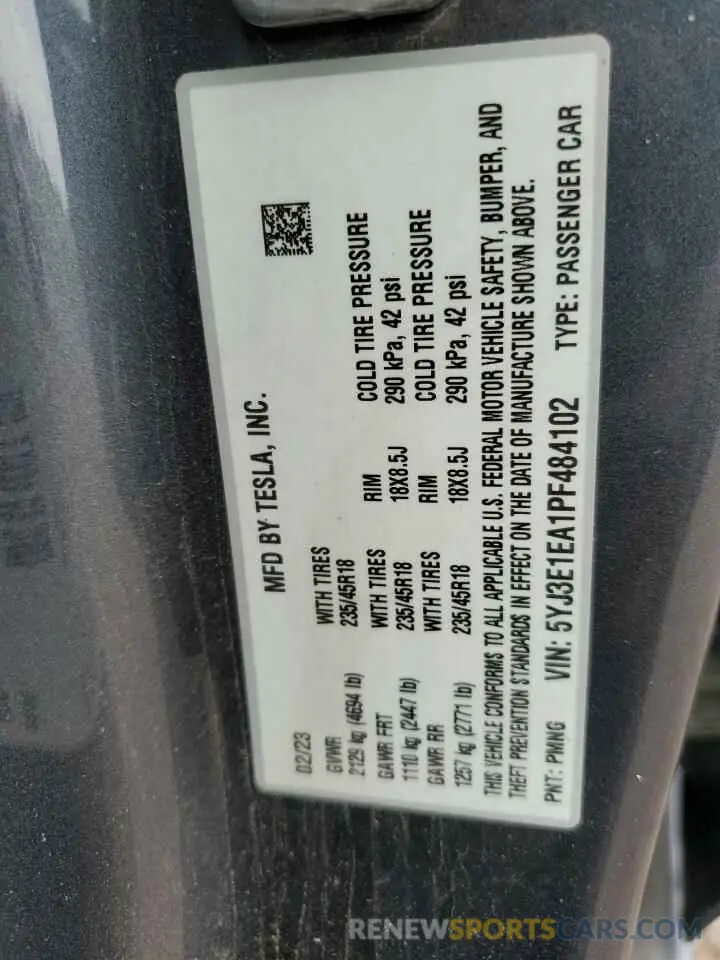 MFD BY TESLA, INC.
02/23
GVWR WITH TIRES RIM COLD TIRE PRESSURE
2129 kg (4694 lb) 235/45R18 18X8.5J 290 kPa, 42 psi
GAWR FRT WITH TIRES RIM COLD TIRE PRESSURE
1110 kg (2447 lb) 235/45R18 18X8.5J 290 kPa, 42 psi
GAWR RR WITH TIRES
1257 kg (2771 lb) 235/45R18
THIS VEHICLE CONFORMS TO ALL APPLICABLE U.S. FEDERAL MOTOR VEHICLE SAFETY, BUMPER, AND
THEFT PREVENTION STANDARDS IN EFFECT ON THE DATE OF MANUFACTURE SHOWN ABOVE.
PNT: PMNG VIN: 5YJ3E1EA1PF484102 TYPE: PASSENGER CAR
RENEWSPORTSCARS.COM